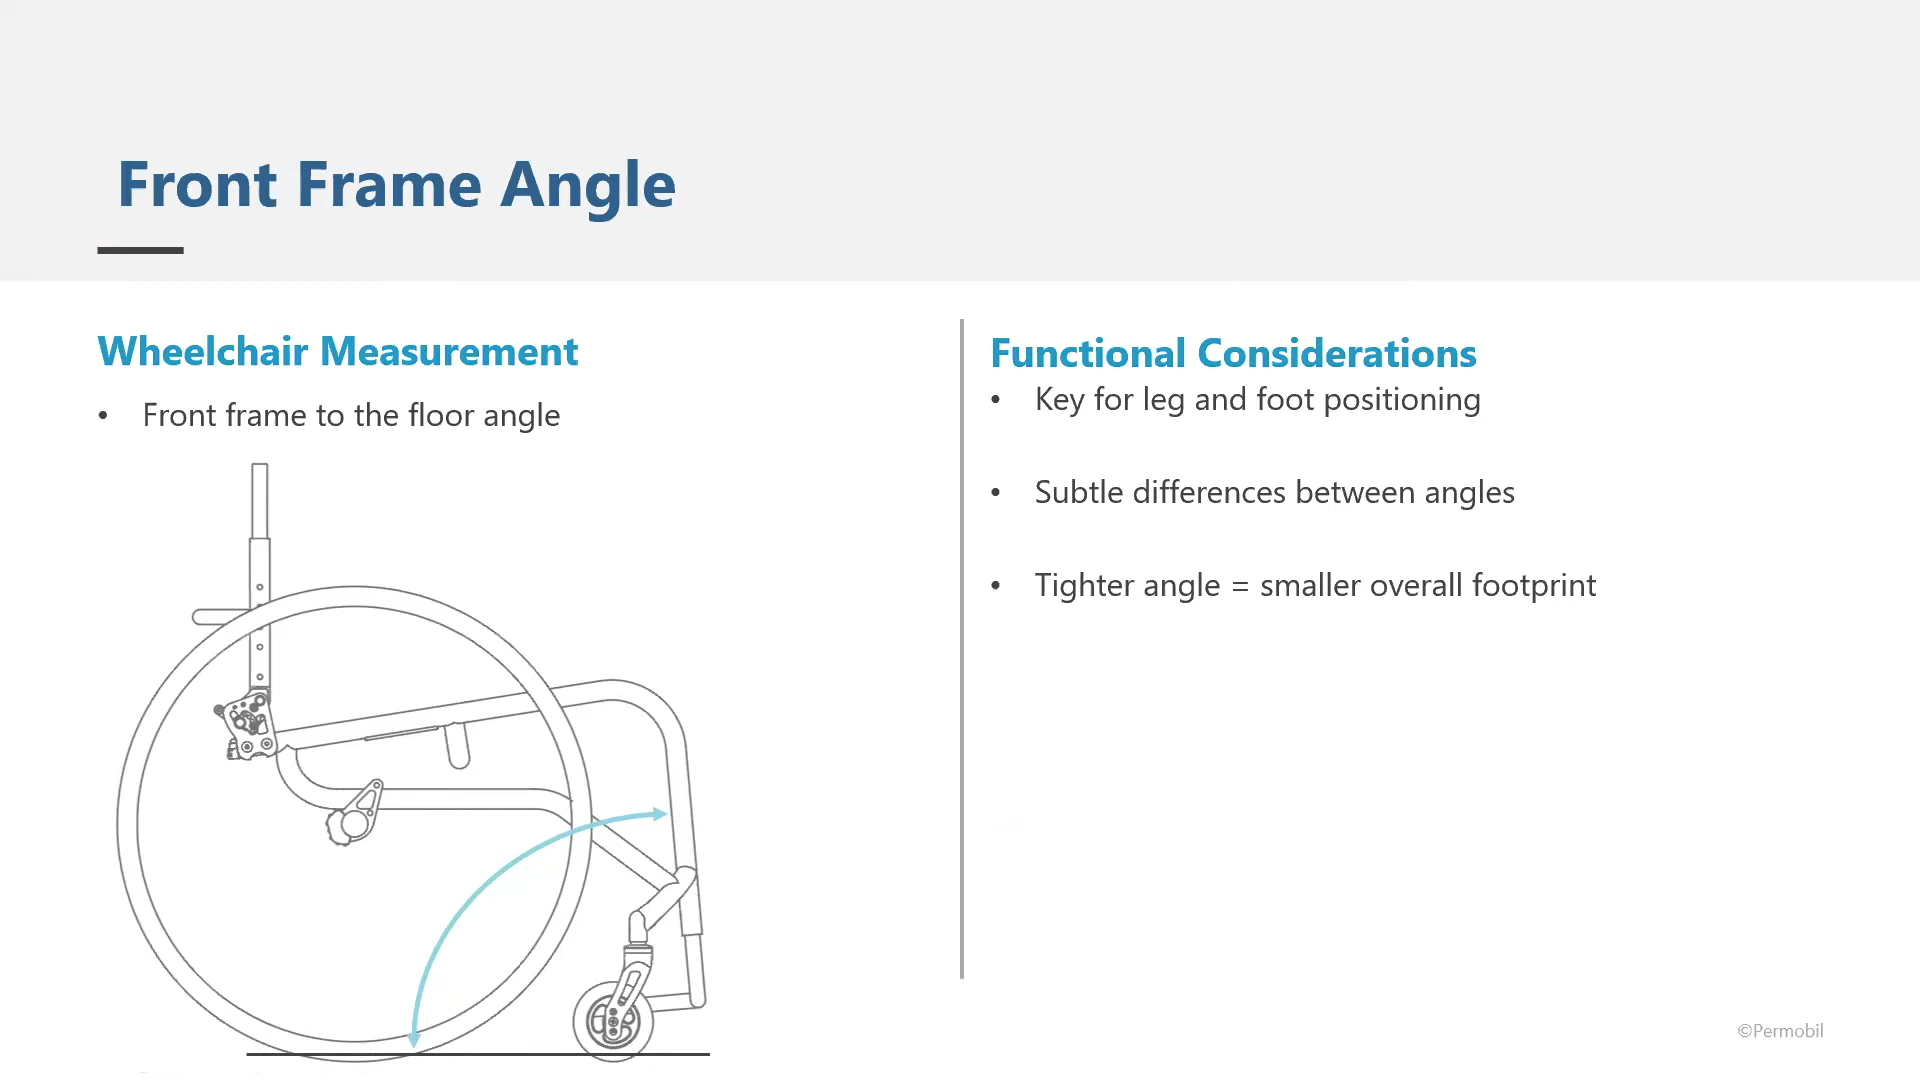 Front Frame Angle
Wheelchair Measurement
• Front frame to the floor angle
Functional Considerations
• Key for leg and foot positioning
• Subtle differences between angles
• Tighter angle = smaller overall footprint
©Permobil